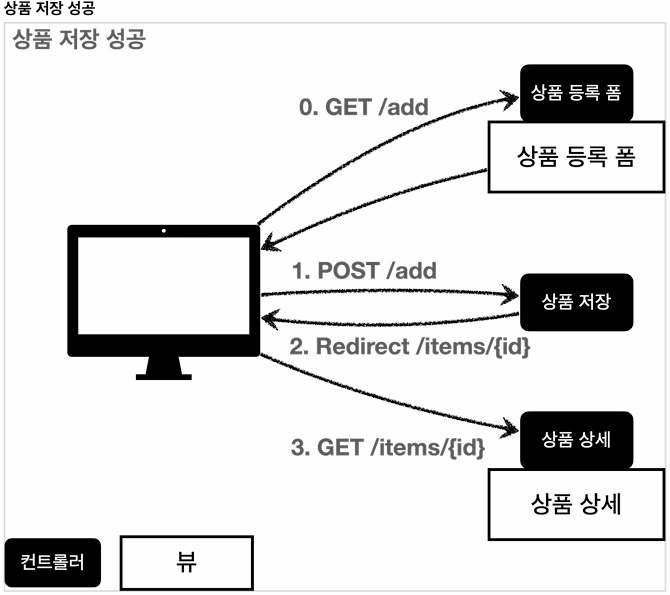 상품 저장 성공
상품 저장 성공
상품 등록 폼
0. GET /add
상품 등록 폼
1. POST /add
상품 저장
2. Redirect /items/{id}
상품 상세
3. GET /items/{id}
상품 상세
컨트롤러
뷰